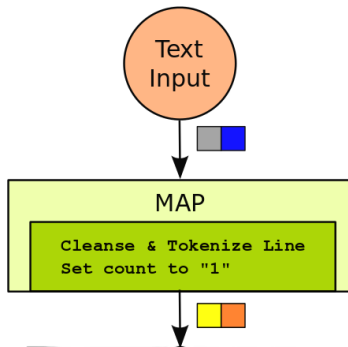 Text
Input
MAP
Cleanse & Tokenize Line
Set count to "1"